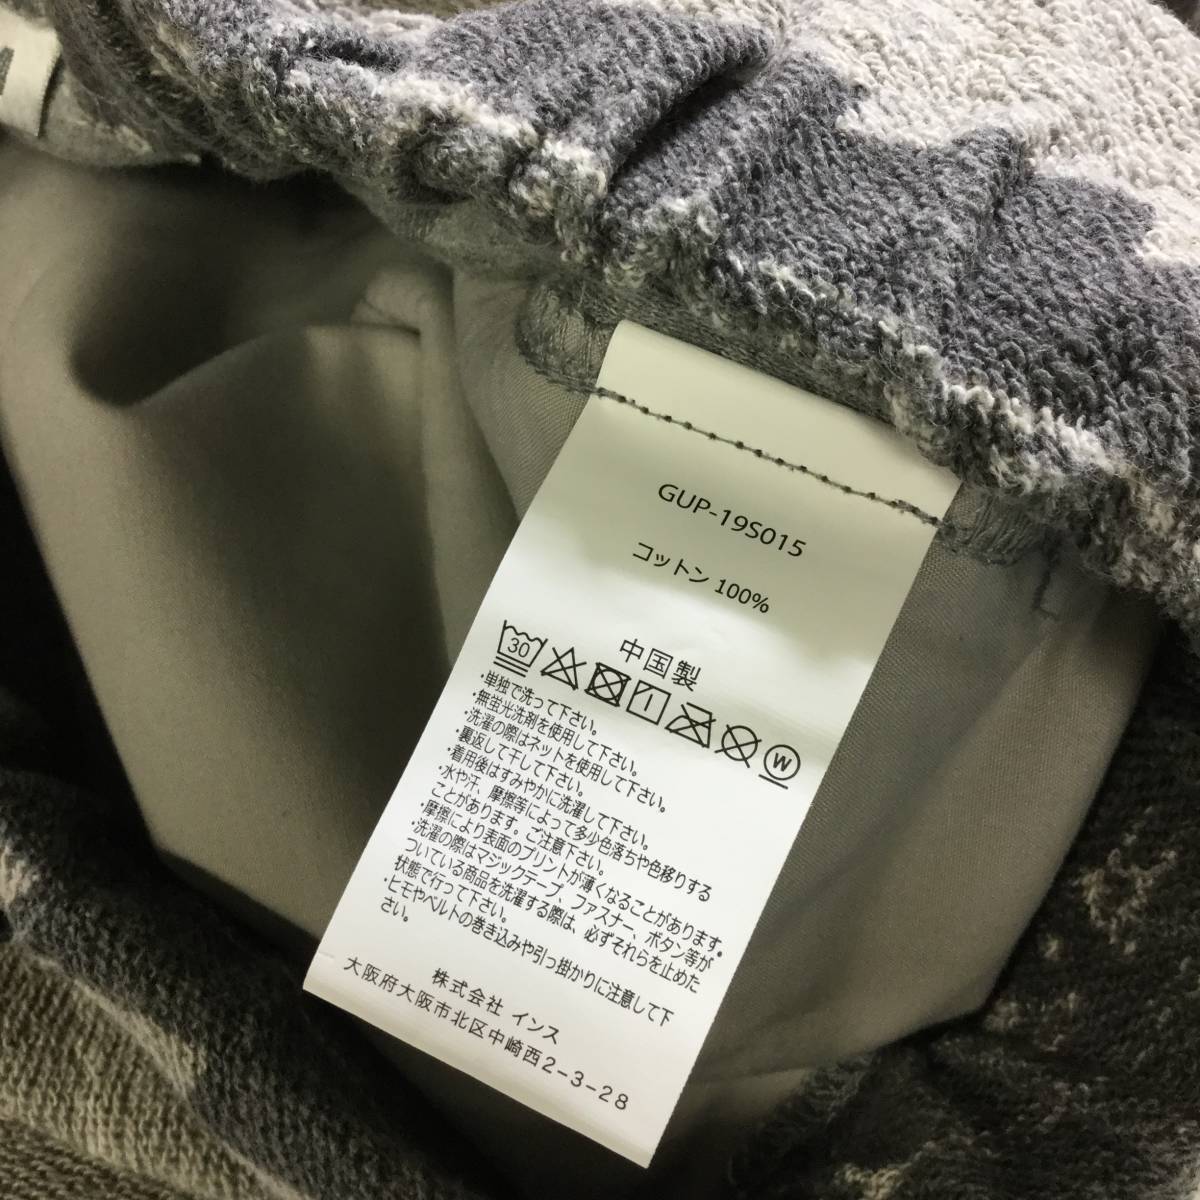 GUP-19S015
コットン 100%
中国製
30
W
・単独で洗って下さい。
・無蛍光洗剤を使用して下さい。
・洗濯の際はネットを使用して下さい。
・裏返して干して下さい。
・着用後はすみやかに洗濯して下さい。
・水や汗、摩擦等によって多少色落ちや色移りする
ことがあります。ご注意下さい。
・摩擦により表面のプリントが薄くなることがあります。
・洗濯の際はマジックテープ、ファスナー、ボタン等が
ついている商品を洗濯する際は、必ずそれらを止めた
状態で行って下さい。
・ヒモやベルトの巻き込みや引っ掛かりに注意して下
さい。
株式会社 インス
大阪府大阪市北区中崎西2-3-28